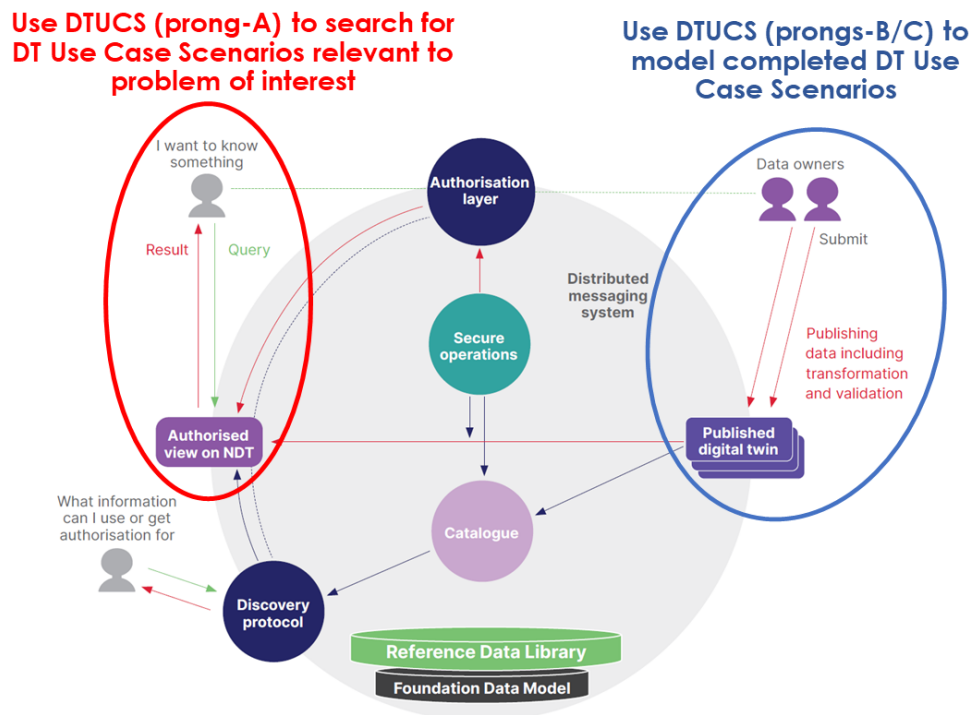 Use DTUCS (prong-A) to search for
DT Use Case Scenarios relevant to
problem of interest
Use DTUCS (prongs-B/C) to
model completed DT Use
Case Scenarios
I want to know
something
Authorisation
layer
Data owners
Result
Query
Submit
Distributed
messaging
system
Secure
operations
Publishing
data including
transformation
and validation
Authorised
view on NDT
Published
digital twin
What information
can I use or get
authorisation for
Catalogue
Discovery
protocol
Reference Data Library
Foundation Data Model